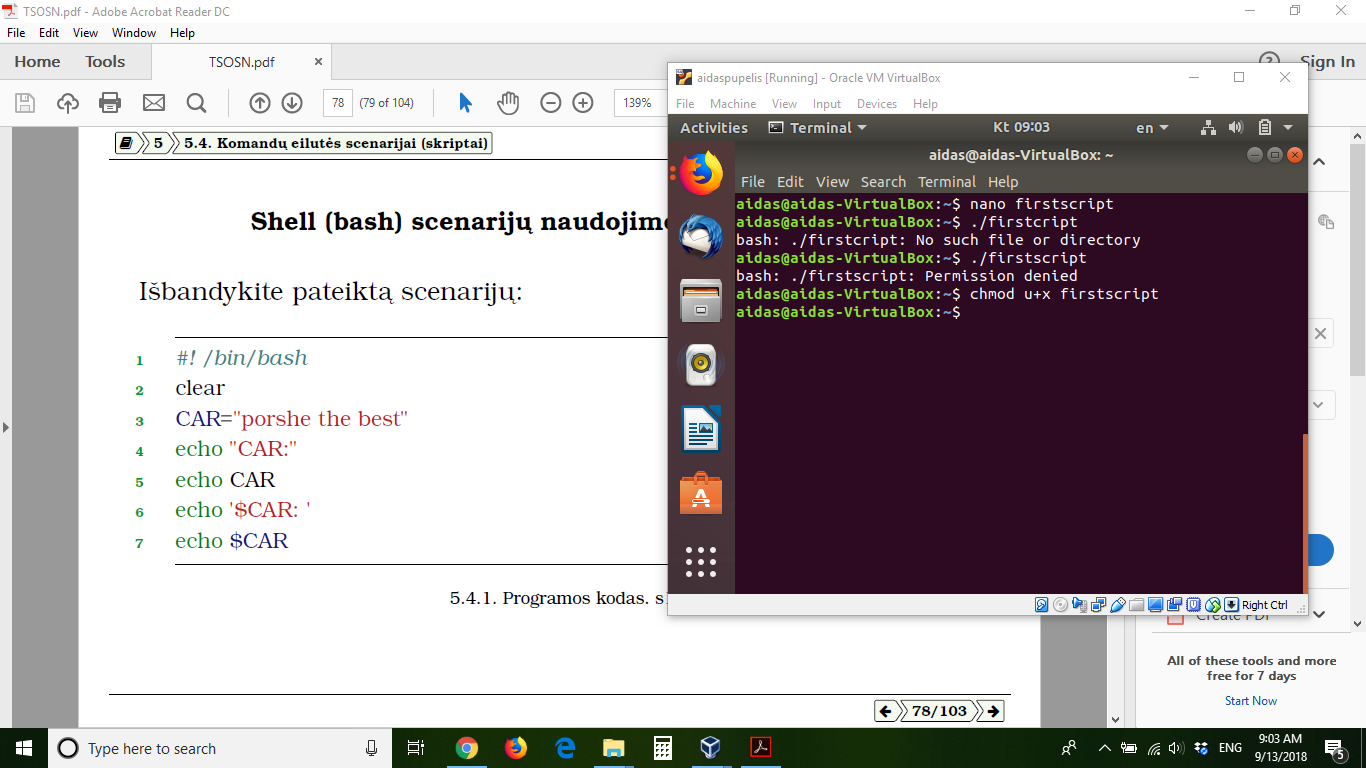 TSOSN.pdf - Adobe Acrobat Reader DC
File Edit View Window Help
Home Tools TSOSN.pdf × ? Sign In
78 (79 of 104) 139%
5 5.4. Komandų eilutės scenarijai (skriptai)
Shell (bash) scenarijų naudojim
Išbandykite pateiktą scenarijų:
1 #! /bin/bash
2 clear
3 CAR="porshe the best"
4 echo "CAR:"
5 echo CAR
6 echo '$CAR: '
7 echo $CAR
5.4.1. Programos kodas.
78/103
aidaspupelis [Running] - Oracle VM VirtualBox
File Machine View Input Devices Help
Activities Terminal Kt 09:03 en
aidas@aidas-VirtualBox: ~
File Edit View Search Terminal Help
aidas@aidas-VirtualBox:~$ nano firstscript
aidas@aidas-VirtualBox:~$ ./firstcript
bash: ./firstcript: No such file or directory
aidas@aidas-VirtualBox:~$ ./firstscript
bash: ./firstscript: Permission denied
aidas@aidas-VirtualBox:~$ chmod u+x firstscript
aidas@aidas-VirtualBox:~$
Right Ctrl
Create PDF
All of these tools and more
free for 7 days
Start Now
Type here to search
ENG
9:03 AM
9/13/2018
5